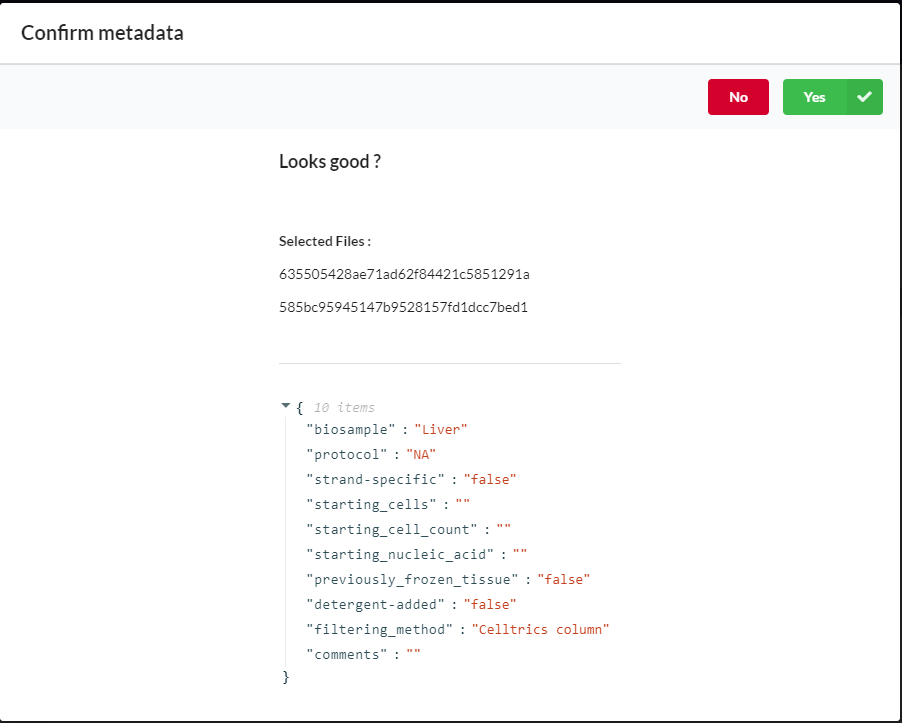 Confirm metadata
No
Yes
Looks good ?
Selected Files :
635505428ae71ad62f84421c5851291a
585bc95945147b9528157fd1dcc7bed1
{ 10 items
"biosample" : "Liver"
"protocol" : "NA"
"strand-specific" : "false"
"starting_cells" : ""
"starting_cell_count" : ""
"starting_nucleic_acid" : ""
"previously_frozen_tissue" : "false"
"detergent-added" : "false"
"filtering_method" : "Celltrics column"
"comments" : ""
}